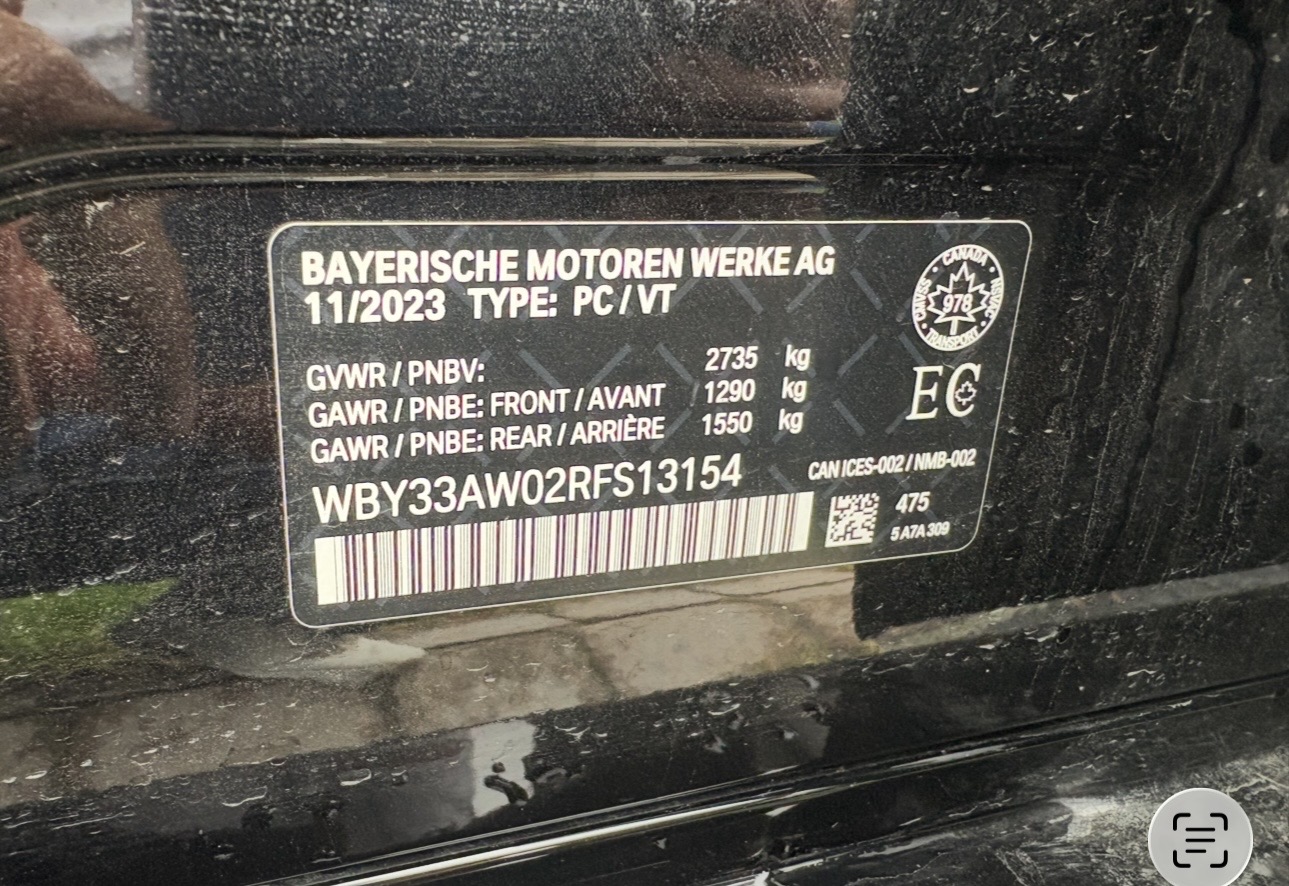 BAYERISCHE MOTOREN WERKE AG
11/2023 TYPE: PC / VT
CANADA
CMVSS
978
NSVAC
TRANSPORT
GVWR / PNBV: 2735 kg
GAWR / PNBE: FRONT / AVANT 1290 kg
GAWR / PNBE: REAR / ARRIÈRE 1550 kg
EC
WBY33AW02RFS13154
CAN ICES-002 / NMB-002
475
5 A7A 309